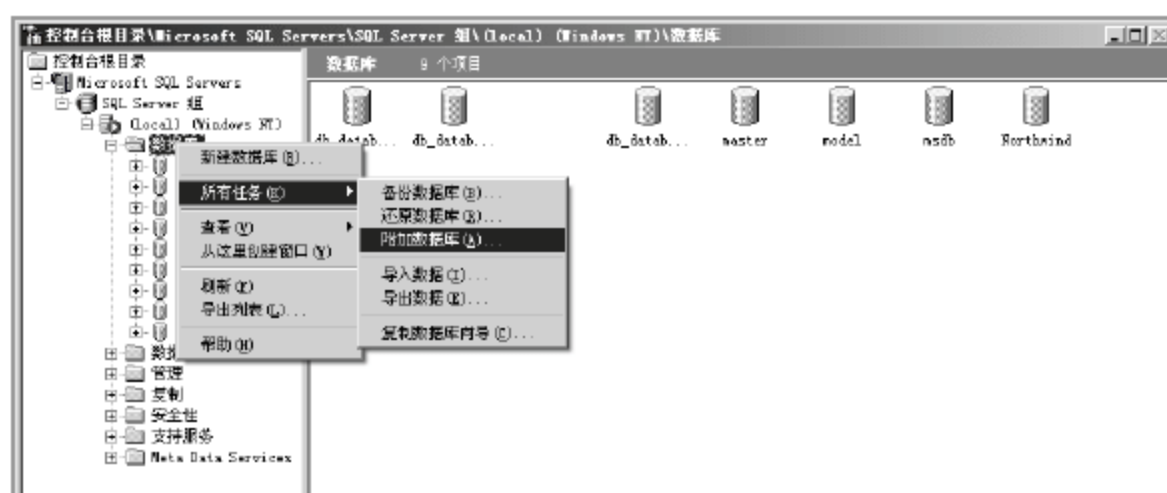 控制台根目录\Microsoft SQL Servers\SQL Server 组\(local) (Windows NT)\数据库
控制台根目录
Microsoft SQL Servers
SQL Server 组
(local) (Windows NT)
数据库 9 个项目
db_datab... db_datab... db_datab... master model msdb Northwind
新建数据库(B)...
所有任务(K)
查看(V)
从这里创建窗口(W)
刷新(F)
导出列表(L)...
帮助(H)
备份数据库(B)...
还原数据库(R)...
附加数据库(A)...
导入数据(I)...
导出数据(E)...
复制数据库向导(C)...
数据
管理
复制
安全性
支持服务
Meta Data Services